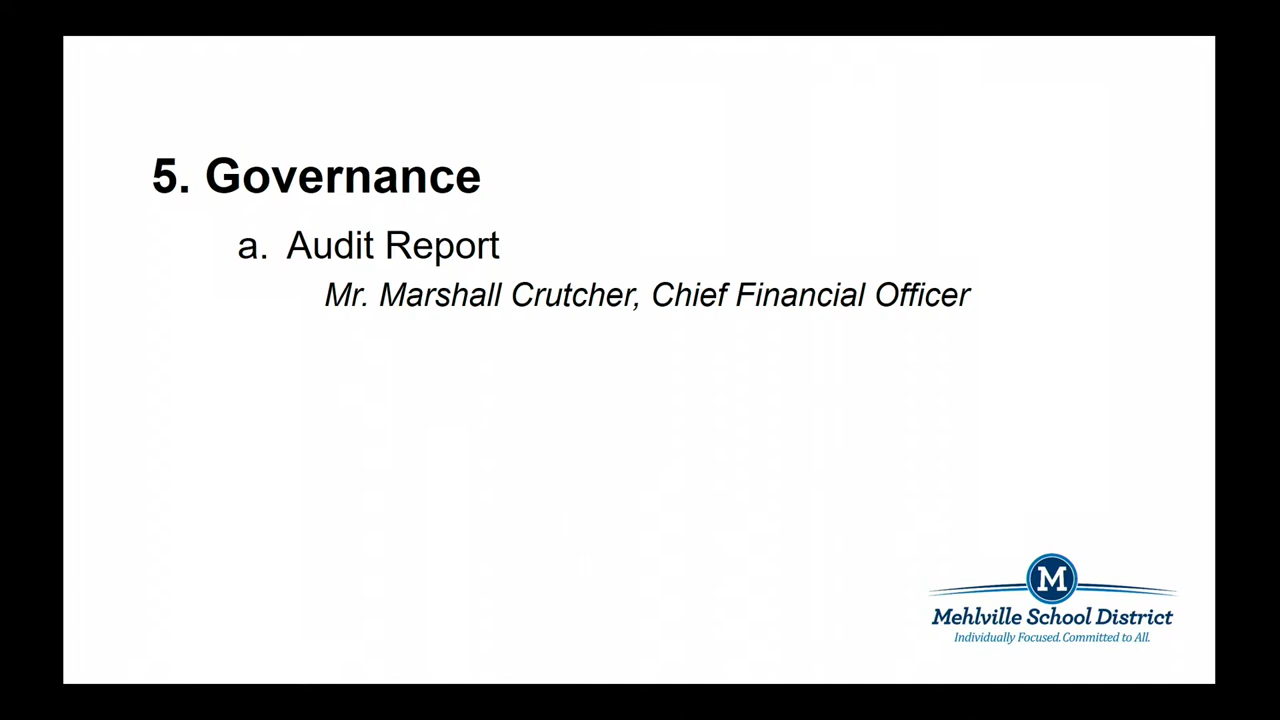 5. Governance
a. Audit Report
Mr. Marshall Crutcher, Chief Financial Officer
M
Mehlville School District
Individually Focused. Committed to All.